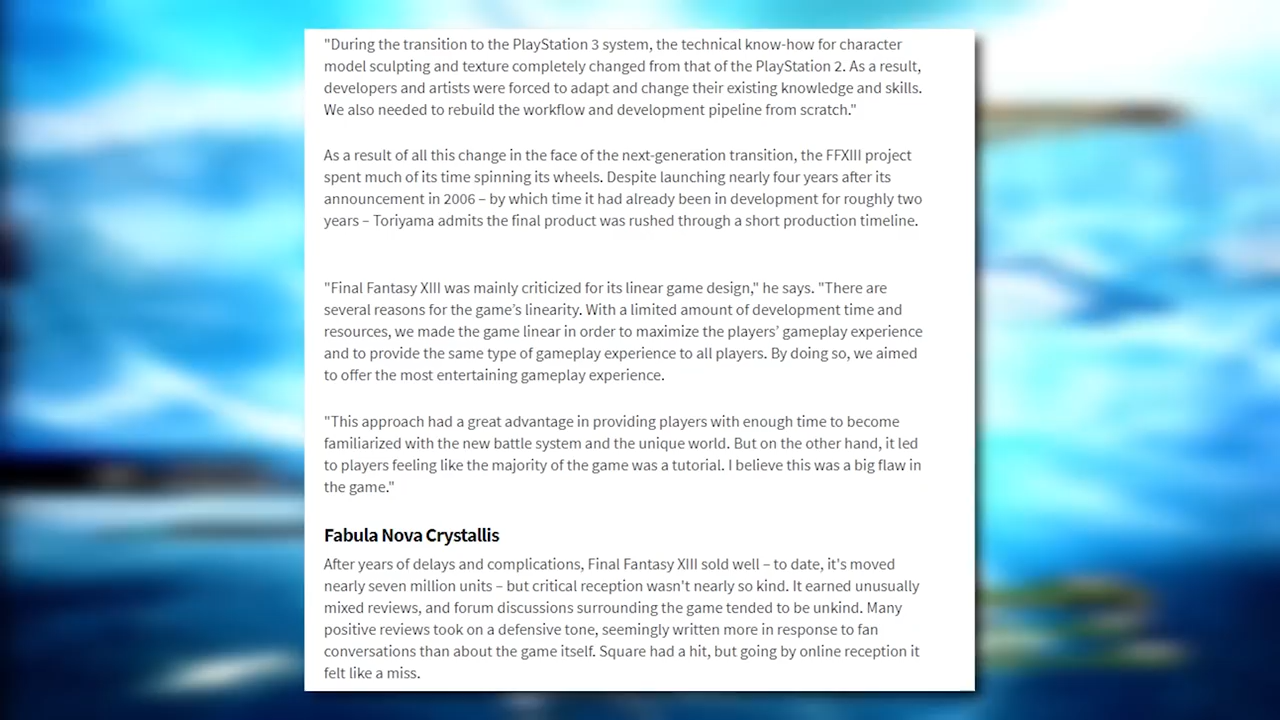 "During the transition to the PlayStation 3 system, the technical know-how for character
model sculpting and texture completely changed from that of the PlayStation 2. As a result,
developers and artists were forced to adapt and change their existing knowledge and skills.
We also needed to rebuild the workflow and development pipeline from scratch."
As a result of all this change in the face of the next-generation transition, the FFXIII project
spent much of its time spinning its wheels. Despite launching nearly four years after its
announcement in 2006 – by which time it had already been in development for roughly two
years – Toriyama admits the final product was rushed through a short production timeline.
"Final Fantasy XIII was mainly criticized for its linear game design," he says. "There are
several reasons for the game's linearity. With a limited amount of development time and
resources, we made the game linear in order to maximize the players’ gameplay experience
and to provide the same type of gameplay experience to all players. By doing so, we aimed
to offer the most entertaining gameplay experience.
"This approach had a great advantage in providing players with enough time to become
familiarized with the new battle system and the unique world. But on the other hand, it led
to players feeling like the majority of the game was a tutorial. I believe this was a big flaw in
the game."
Fabula Nova Crystallis
After years of delays and complications, Final Fantasy XIII sold well – to date, it's moved
nearly seven million units – but critical reception wasn't nearly so kind. It earned unusually
mixed reviews, and forum discussions surrounding the game tended to be unkind. Many
positive reviews took on a defensive tone, seemingly written more in response to fan
conversations than about the game itself. Square had a hit, but going by online reception it
felt like a miss.